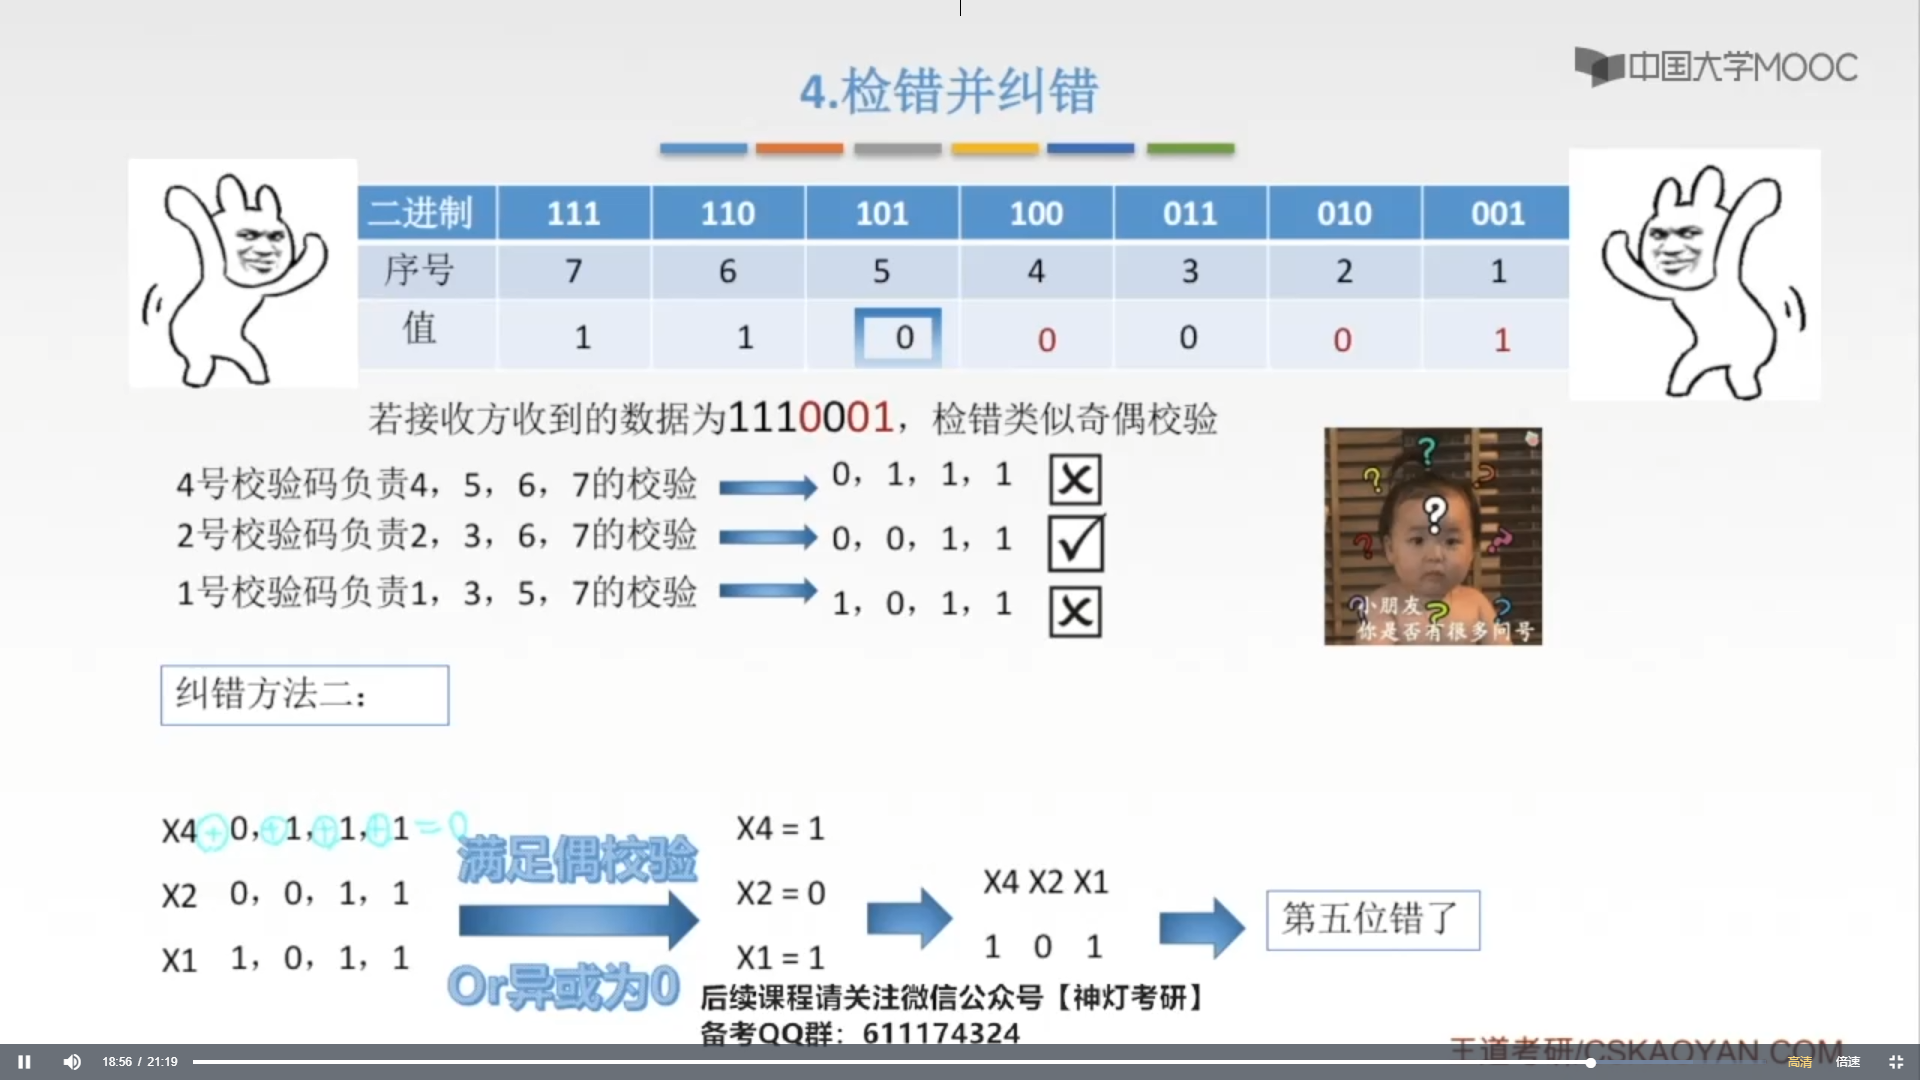 中国大学MOOC
4.检错并纠错
二进制 111 110 101 100 011 010 001
序号 7 6 5 4 3 2 1
值 1 1 0 0 0 0 1
若接收方收到的数据为1110001，检错类似奇偶校验
4号校验码负责4，5，6，7的校验 0，1，1，1
2号校验码负责2，3，6，7的校验 0，0，1，1
1号校验码负责1，3，5，7的校验 1，0，1，1
小朋友
你是否有很多问号
纠错方法二：
X4 ⊕ 0，⊕ 1，⊕ 1，⊕ 1 = 0
X2 0，0，1，1
X1 1，0，1，1
满足偶校验
Or异或为0
X4 = 1
X2 = 0
X1 = 1
X4 X2 X1
1 0 1
第五位错了
后续课程请关注微信公众号【神灯考研】
备考QQ群：611174324
王道考研/CSKAOYAN.COM
18:56 / 21:19
高清 倍速